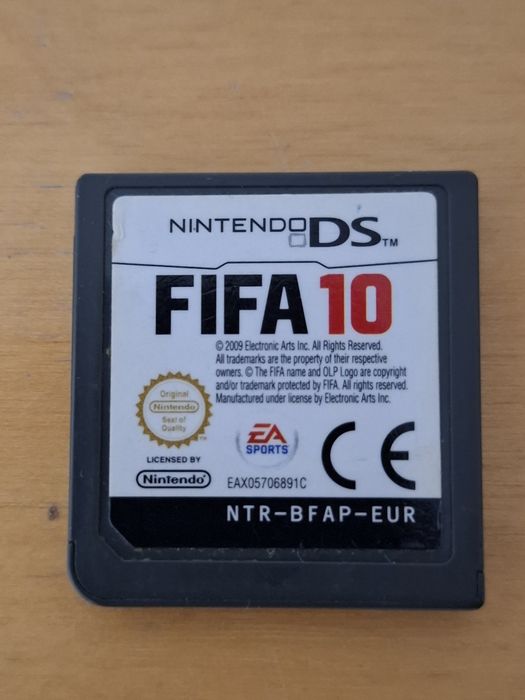 NINTENDO DS™
FIFA 10
© 2009 Electronic Arts Inc. All Rights Reserved.
All trademarks are the property of their respective
owners. © The FIFA name and OLP Logo are copyright
and/or trademark protected by FIFA. All rights reserved.
Manufactured under license by Electronic Arts Inc.
Original
Nintendo
Seal of
Quality
TM
LICENSED BY
Nintendo
EA
SPORTS
EAX05706891C
CE
NTR-BFAP-EUR